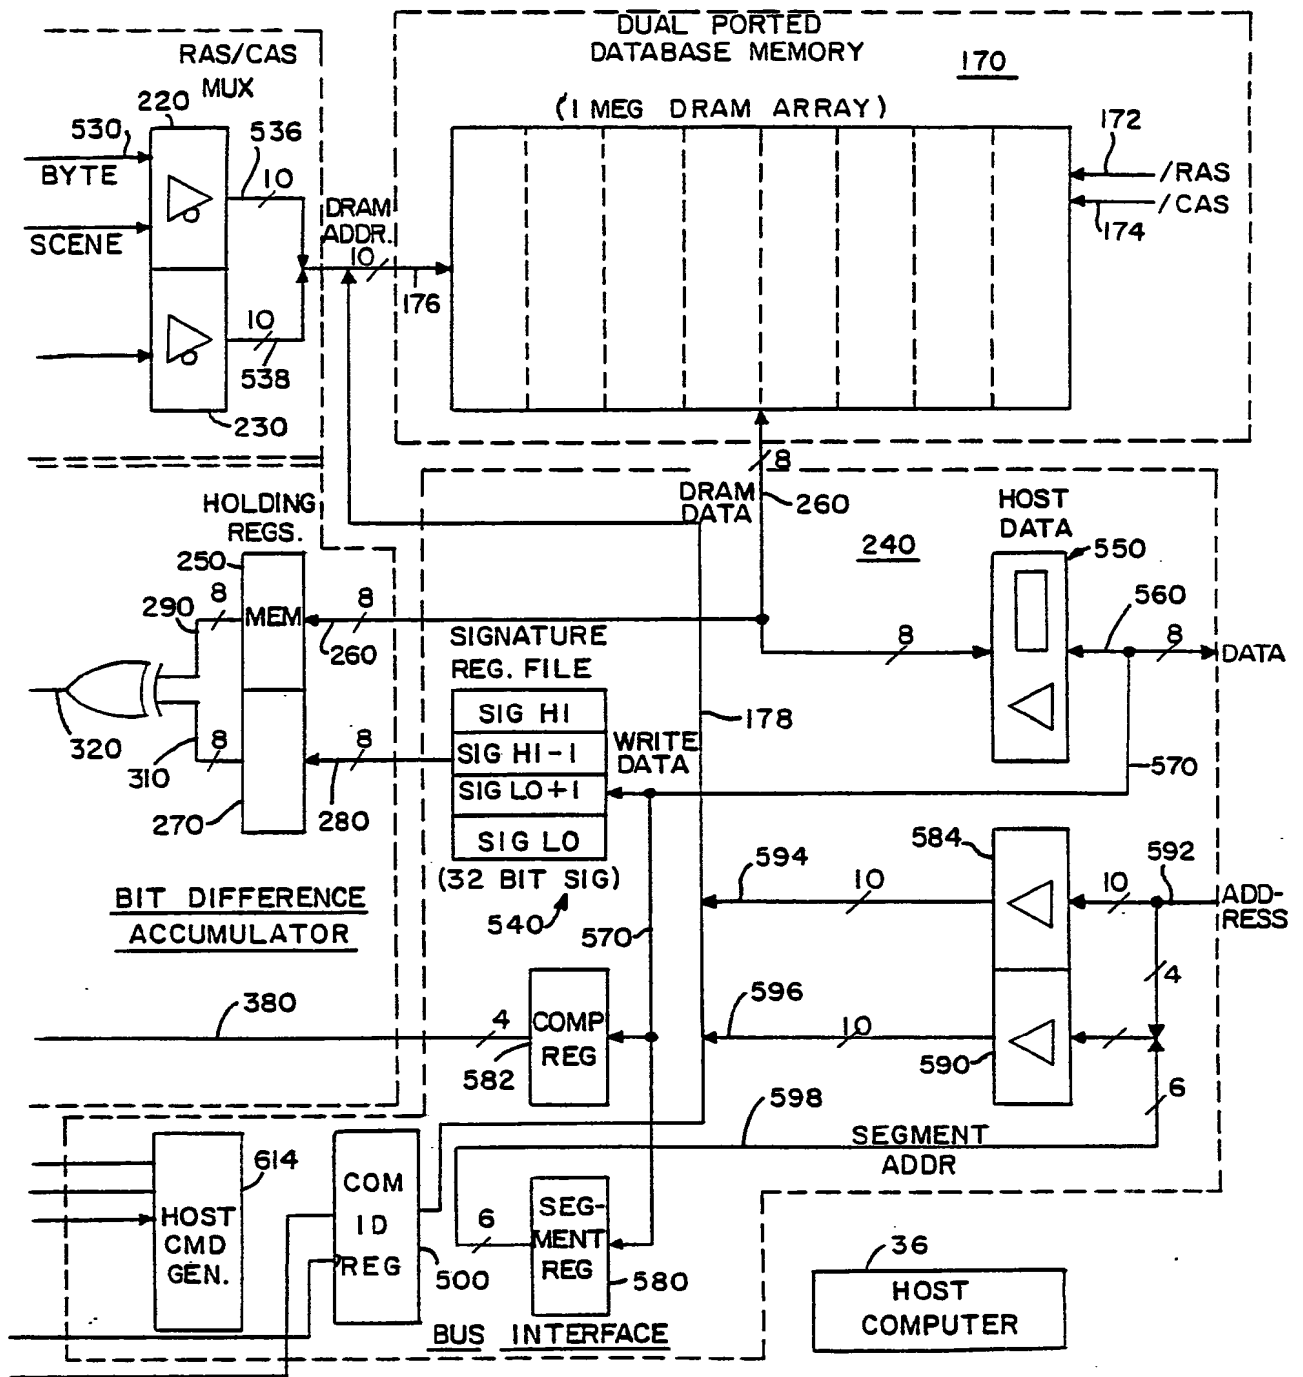 DUAL PORTED
DATABASE MEMORY
170
(1 MEG DRAM ARRAY)
RAS/CAS
MUX
220
530
536
BYTE
10
SCENE
DRAM
ADDR.
10
176
172
/RAS
/CAS
174
10
538
230
8
DRAM
DATA
260
240
HOST
DATA
550
HOLDING
REGS.
250
8
290
MEM
8
260
SIGNATURE
REG. FILE
8
560
8
DATA
SIG HI
SIG HI-1
SIG LO+1
SIG LO
(32 BIT SIG)
540
WRITE
DATA
178
570
320
310
8
8
270
280
584
594
592
10
10
ADD-
RESS
BIT DIFFERENCE
ACCUMULATOR
570
4
380
4
COMP
REG
582
596
10
590
6
598
SEGMENT
ADDR
614
HOST
CMD
GEN.
COM
ID
REG
500
6
SEG-
MENT
REG
580
36
HOST
COMPUTER
BUS INTERFACE